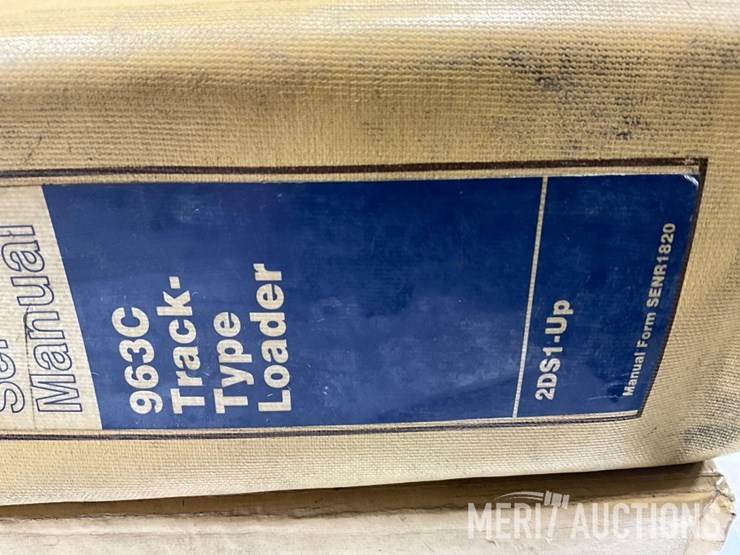 Manual
963C
Track-
Type
Loader
2DS1-Up
Manual Form SENR1820
MERIT AUCTIONS